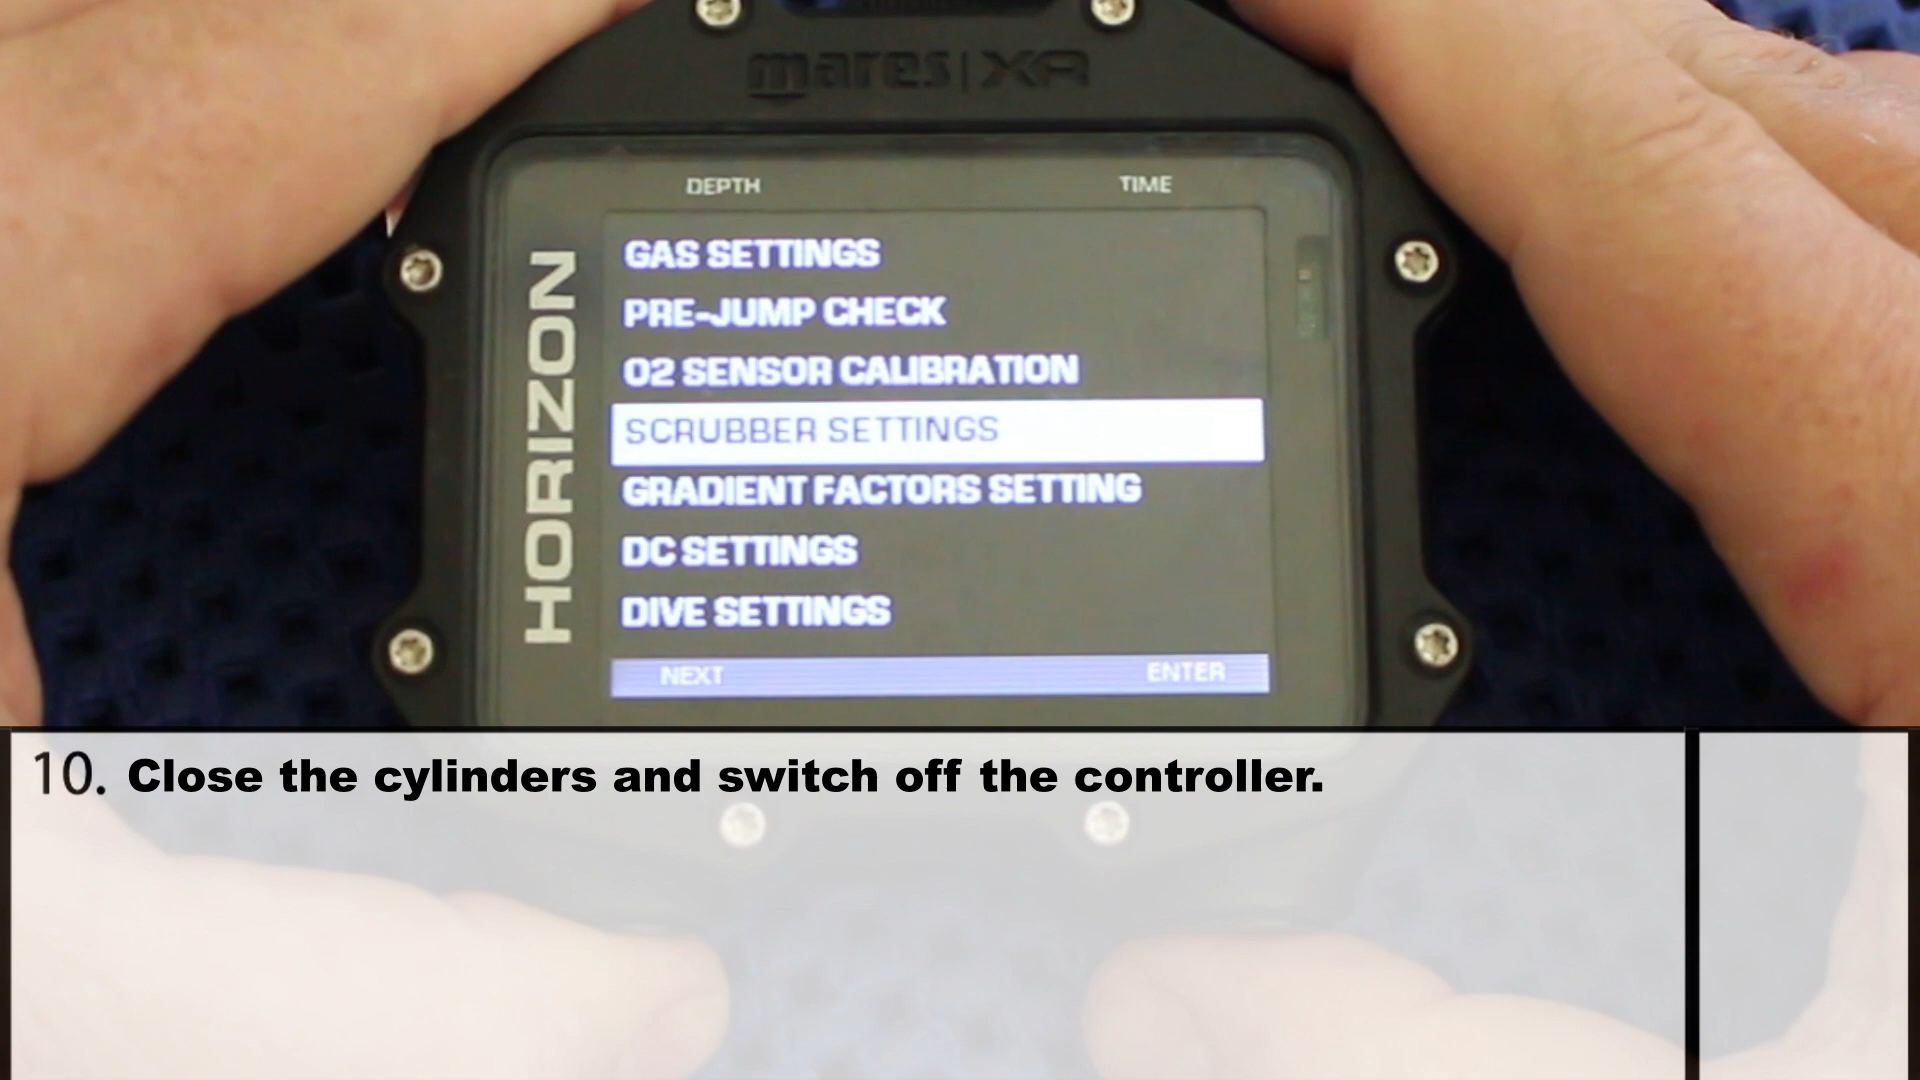 mares | XR
DEPTH TIME
HORIZON
GAS SETTINGS
PRE-JUMP CHECK
O2 SENSOR CALIBRATION
SCRUBBER SETTINGS
GRADIENT FACTORS SETTING
DC SETTINGS
DIVE SETTINGS
NEXT ENTER
10. Close the cylinders and switch off the controller.